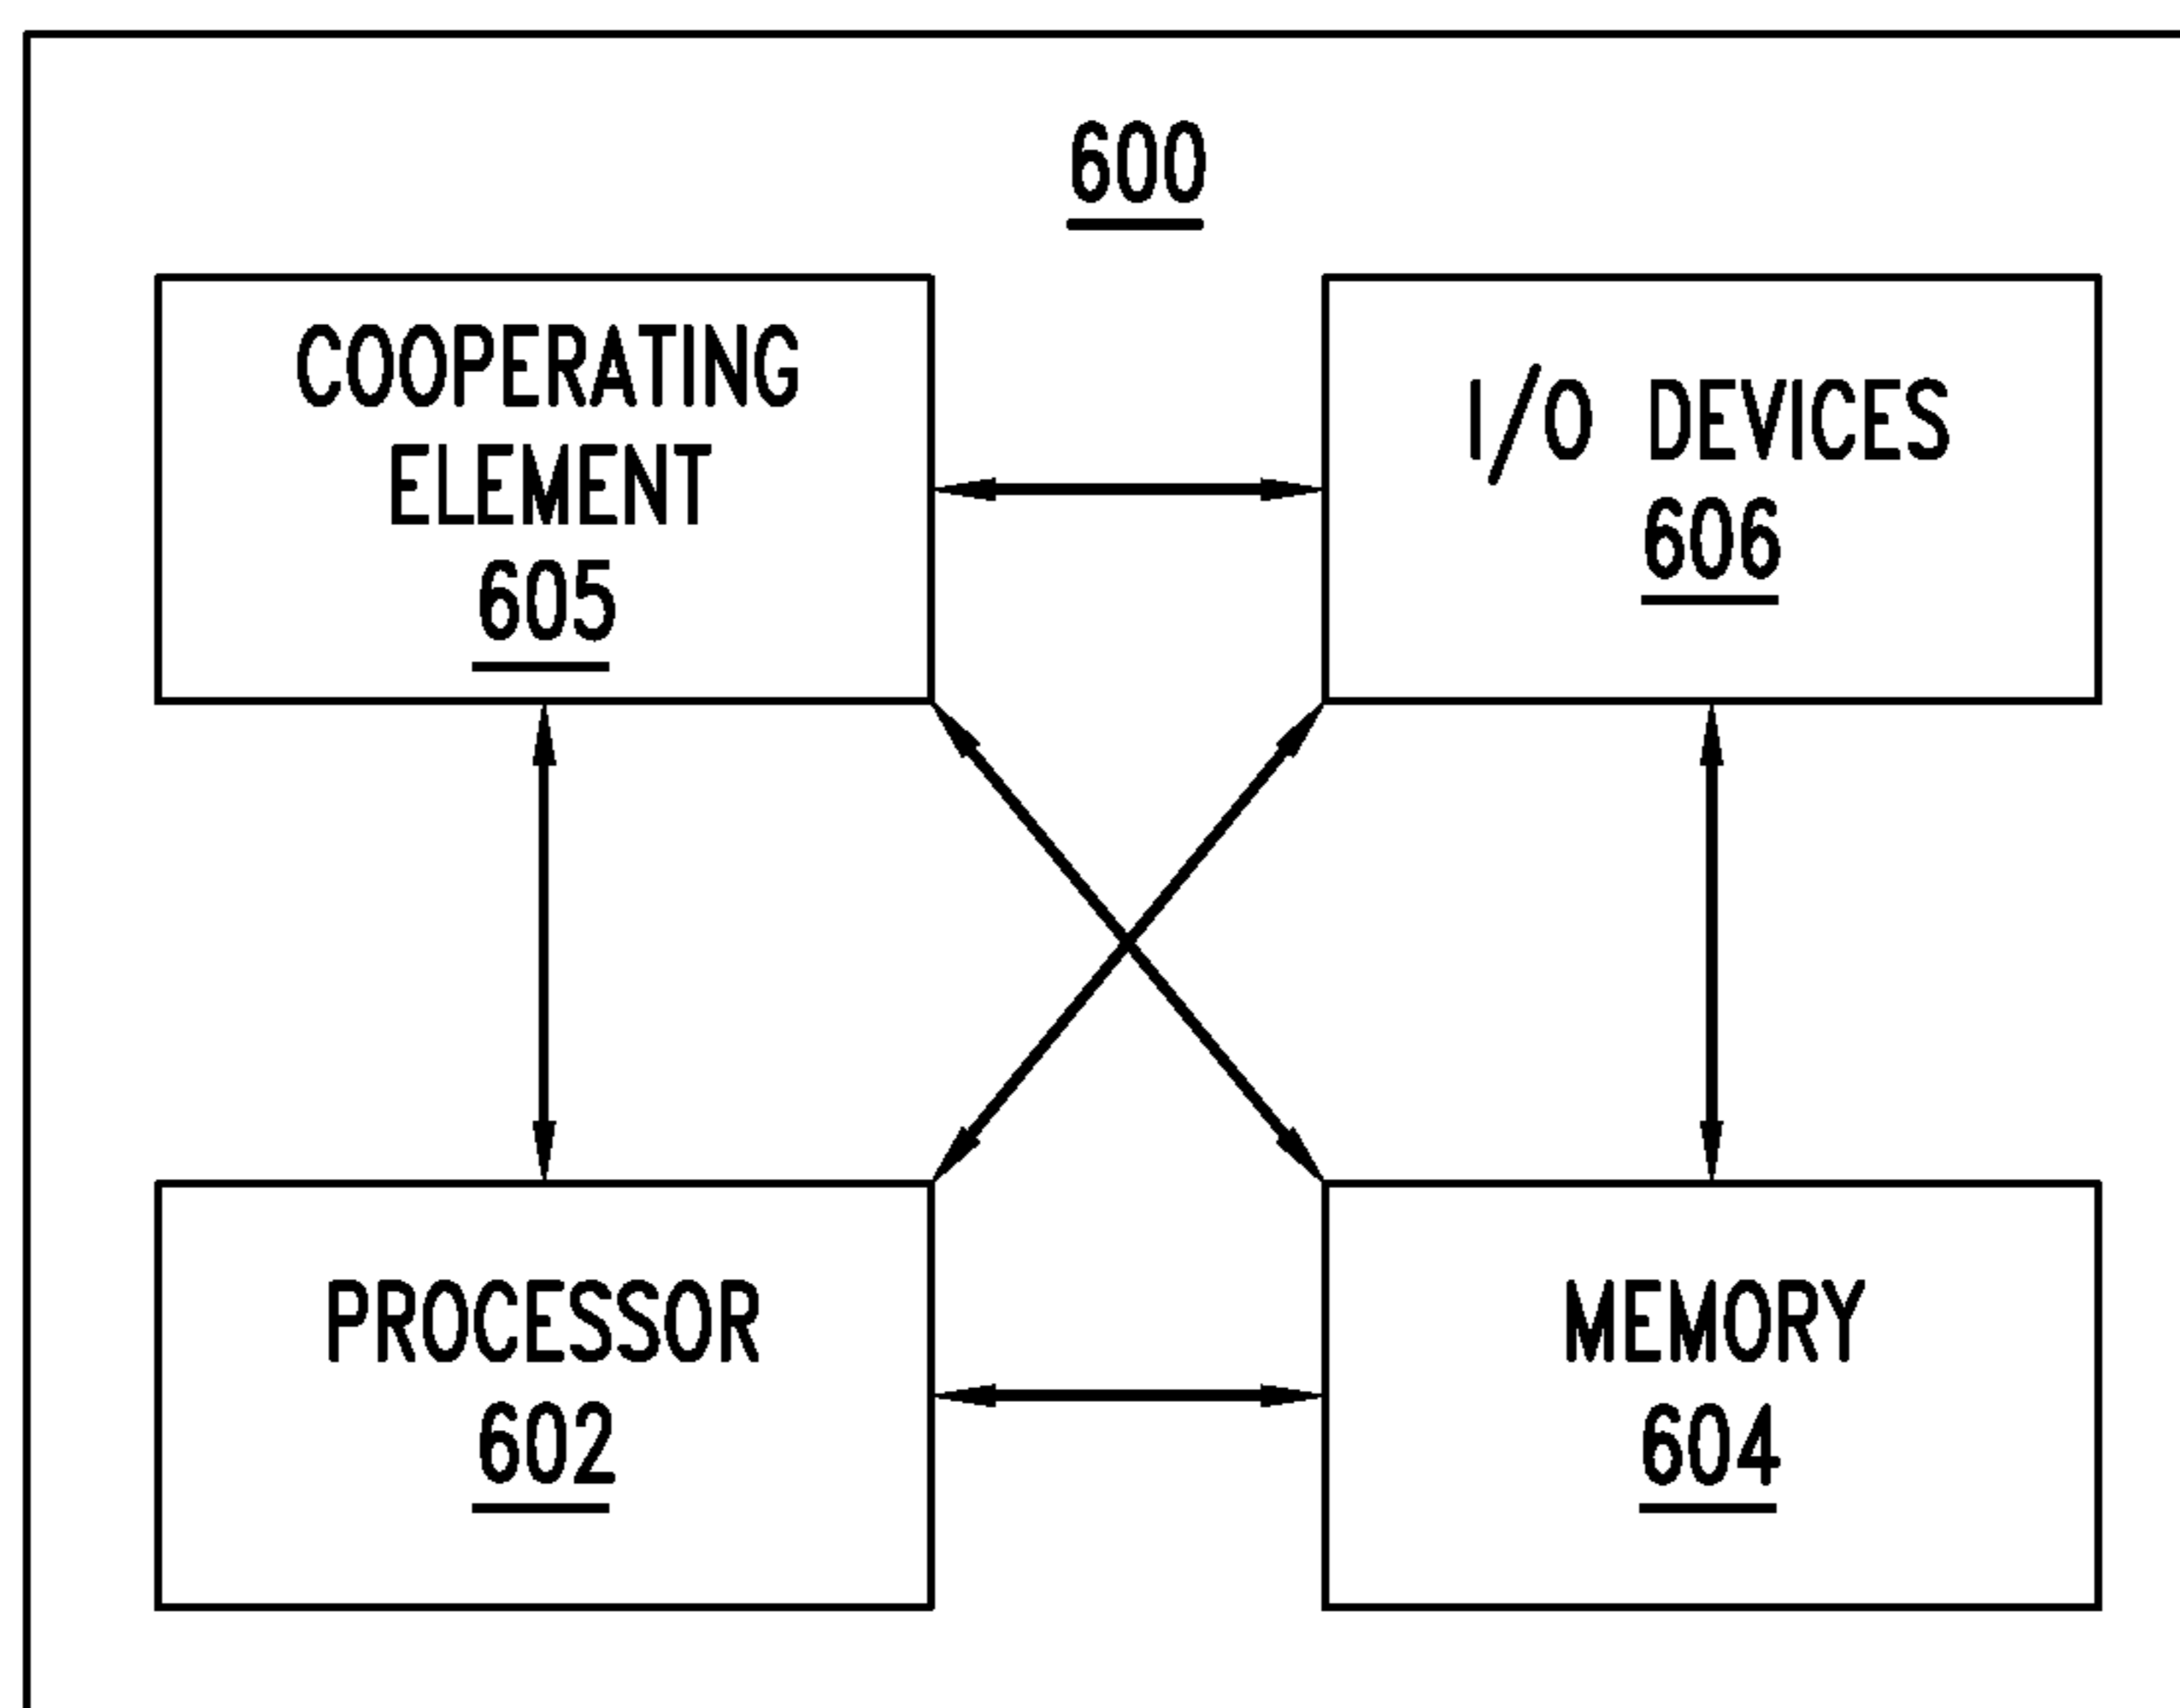 600
COOPERATING
ELEMENT
605
I/O DEVICES
606
PROCESSOR
602
MEMORY
604